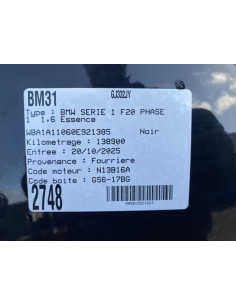 BM31 GJ332JY
Type : BMW SERIE 1 F20 PHASE
1 1.6 Essence
WBA1A11060E921385 Noir
Kilometrage : 138900
Entree : 20/10/2025
Provenance : Fourriere
Code moteur : N13B16A
Code boite : GS6-17BG
2748